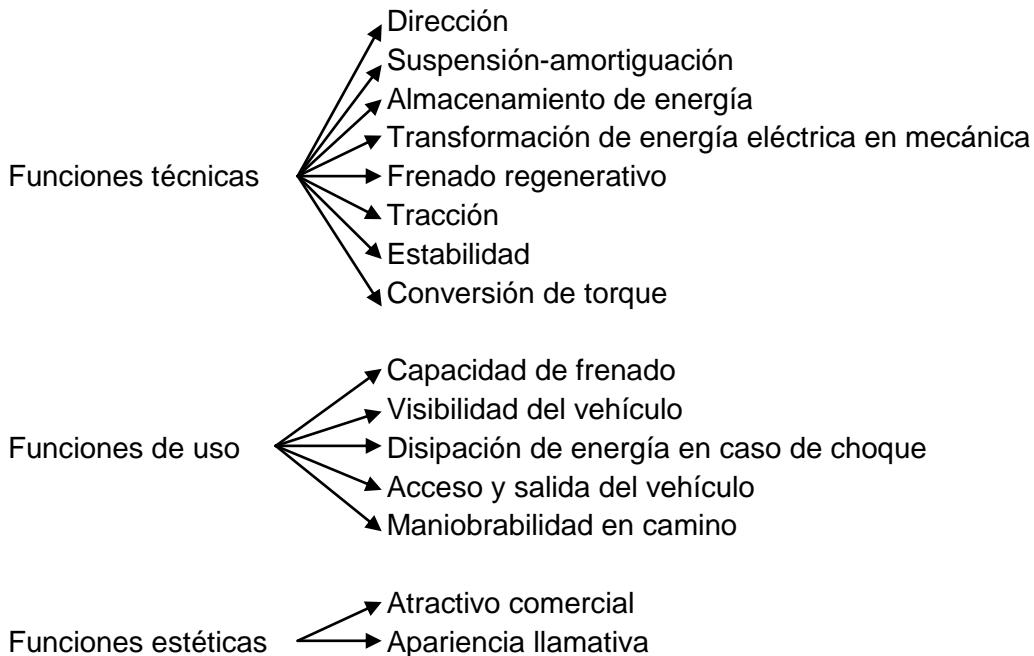 Dirección
Suspensión-amortiguación
Almacenamiento de energía
Transformación de energía eléctrica en mecánica
Funciones técnicas Frenado regenerativo
Tracción
Estabilidad
Conversión de torque
Capacidad de frenado
Visibilidad del vehículo
Funciones de uso Disipación de energía en caso de choque
Acceso y salida del vehículo
Maniobrabilidad en camino
Atractivo comercial
Funciones estéticas Apariencia llamativa